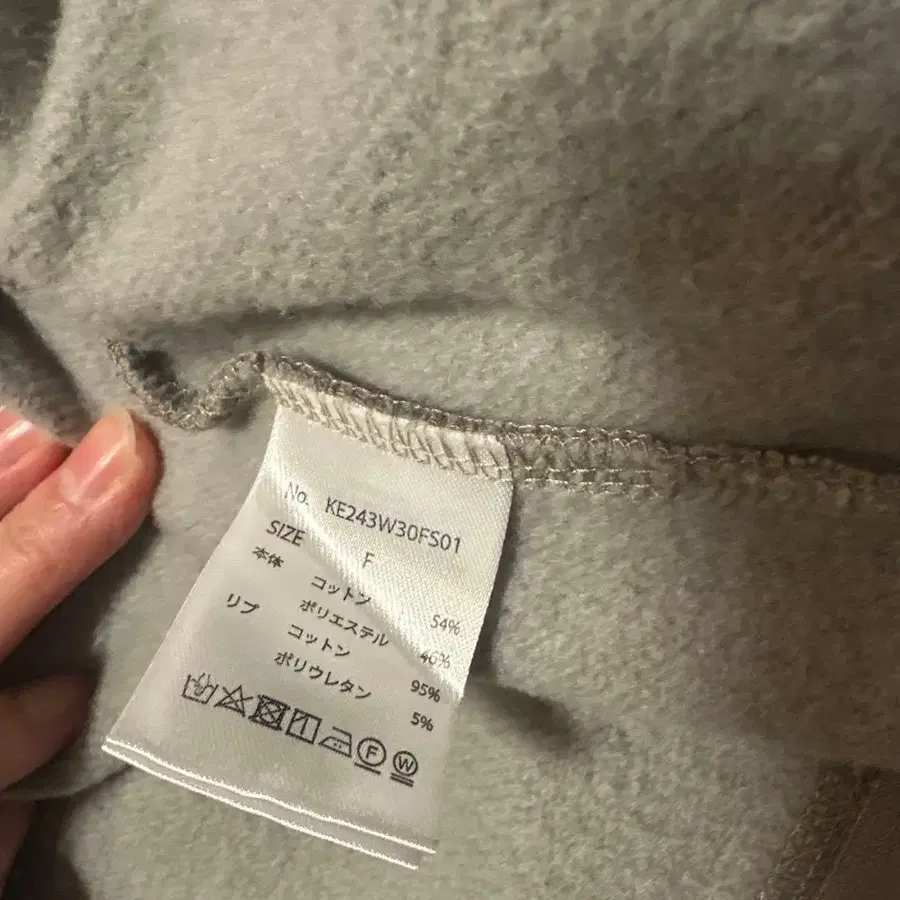 No. KE243W30FS01
SIZE F
本体 コットン 54%
ポリエステル 46%
リブ コットン 95%
ポリウレタン 5%
F W